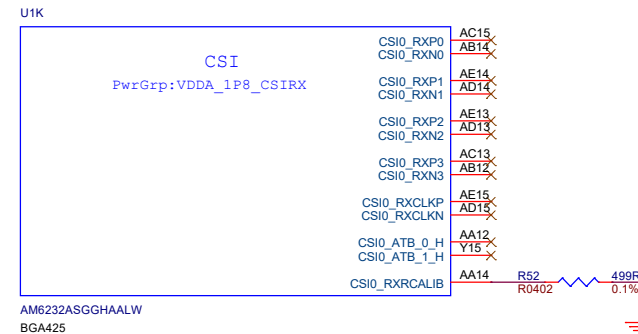 U1K
CSI
PwrGrp:VDDA_1P8_CSIRX
CSI0_RXP0 AC15
CSI0_RXN0 AB14
CSI0_RXP1 AE14
CSI0_RXN1 AD14
CSI0_RXP2 AE13
CSI0_RXN2 AD13
CSI0_RXP3 AC13
CSI0_RXN3 AB12
CSI0_RXCLKP AE15
CSI0_RXCLKN AD15
CSI0_ATB_0_H AA12
CSI0_ATB_1_H Y15
CSI0_RXRCALIB AA14 R52 499R
R0402 0.1%
AM6232ASGGHAALW
BGA425